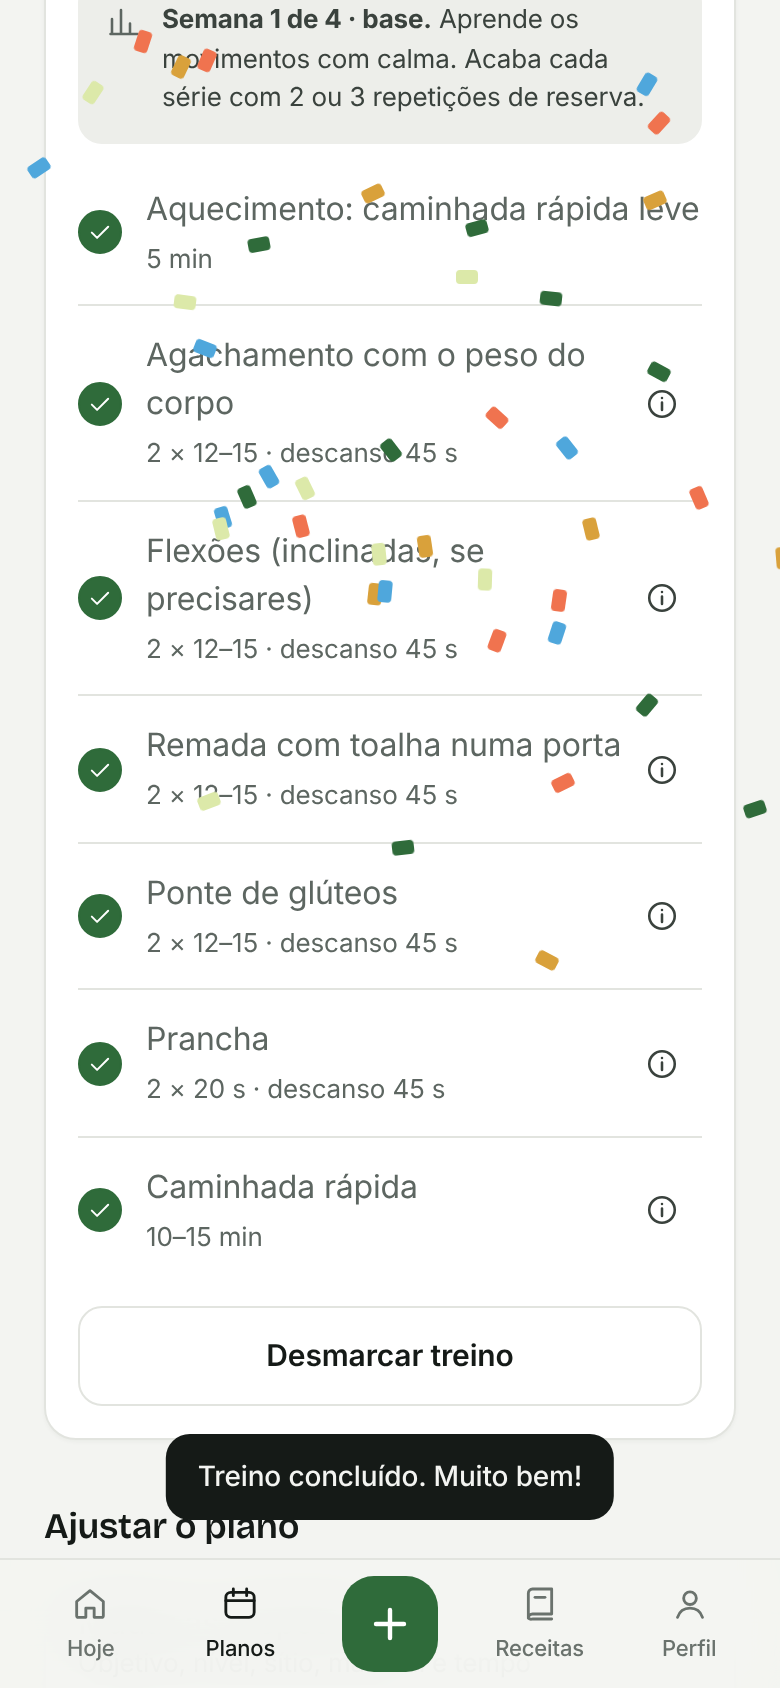 Semana 1 de 4 · base. Aprende os
movimentos com calma. Acaba cada
série com 2 ou 3 repetições de reserva.
Aquecimento: caminhada rápida leve
5 min
Agachamento com o peso do
corpo
2 × 12–15 · descanso 45 s
Flexões (inclinadas, se
precisares)
2 × 12–15 · descanso 45 s
Remada com toalha numa porta
2 × 12–15 · descanso 45 s
Ponte de glúteos
2 × 12–15 · descanso 45 s
Prancha
2 × 20 s · descanso 45 s
Caminhada rápida
10–15 min
Desmarcar treino
Treino concluído. Muito bem!
Ajustar o plano
Hoje
Planos
Receitas
Perfil